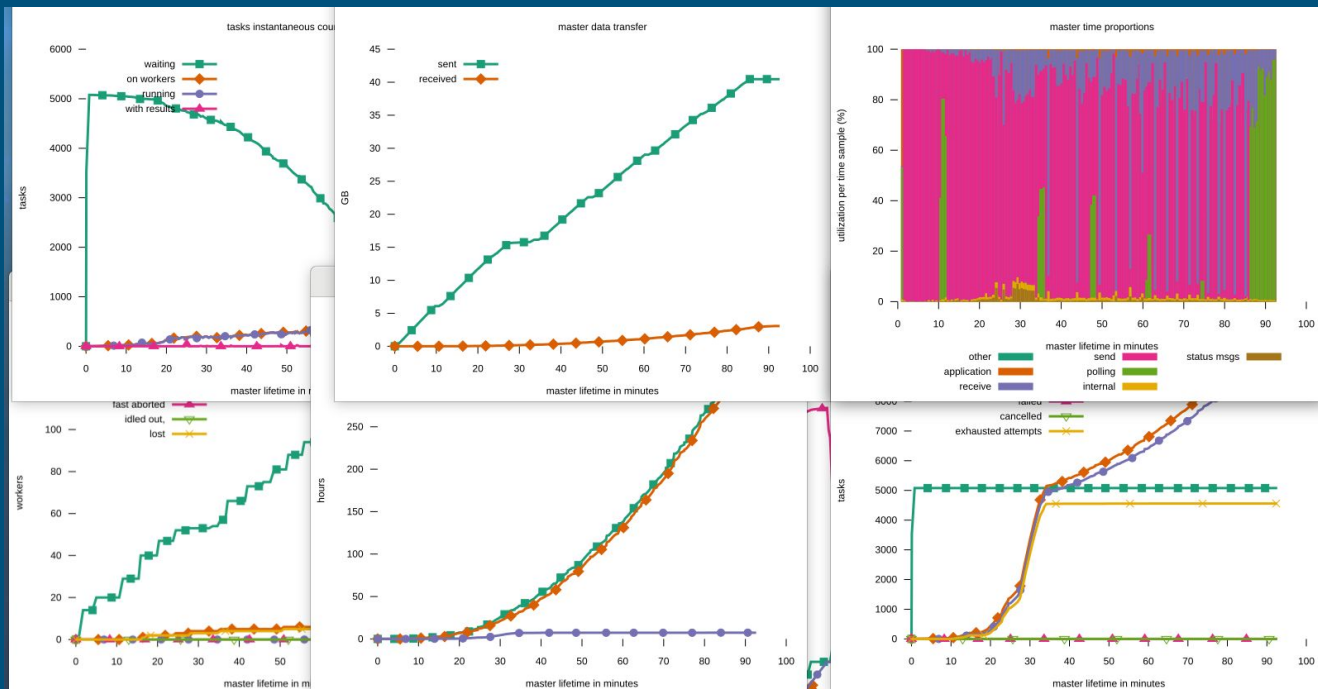 tasks instantaneous cou
6000
waiting
on workers
running
with results
5000
4000
3000
2000
1000
0
tasks
0 10 20 30 40 50
master lifetime in
master data transfer
45
sent
received
40
35
30
25
20
15
10
5
0
GB
0 10 20 30 40 50 60 70 80 90 100
master lifetime in minutes
master time proportions
100
80
60
40
20
0
utilization per time sample (%)
0 10 20 30 40 50 60 70 80 90 100
master lifetime in minutes
other send status msgs
application polling
receive internal
fast aborted
idled out,
lost
100
80
60
40
20
0
workers
0 10 20 30 40 50
master lifetime in m
250
200
150
100
50
0
hours
0 10 20 30 40 50 60 70 80 90 100
master lifetime in minutes
failed
cancelled
exhausted attempts
8000
7000
6000
5000
4000
3000
2000
1000
0
tasks
0 10 20 30 40 50 60 70 80 90 100
master lifetime in minutes